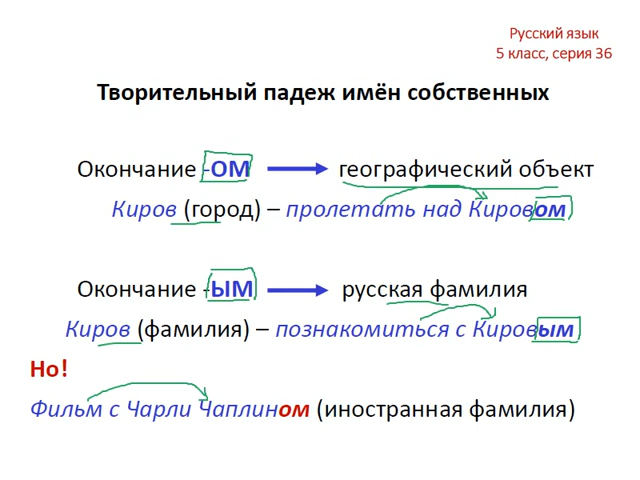 Русский язык
5 класс, серия 36
Творительный падеж имён собственных
Окончание -ОМ географический объект
Киров (город) – пролетать над Кировом
Окончание -ЫМ русская фамилия
Киров (фамилия) – познакомиться с Кировым
Но!
Фильм с Чарли Чаплином (иностранная фамилия)